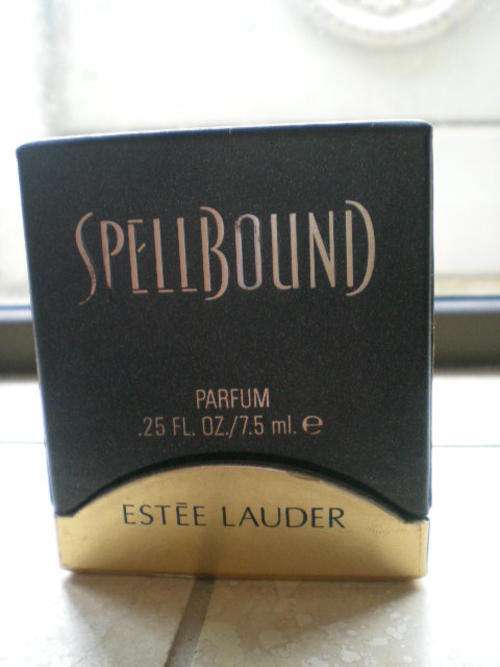 SPELLBOUND
PARFUM
.25 FL. OZ./7.5 ml. ℮
ESTĒE LAUDER